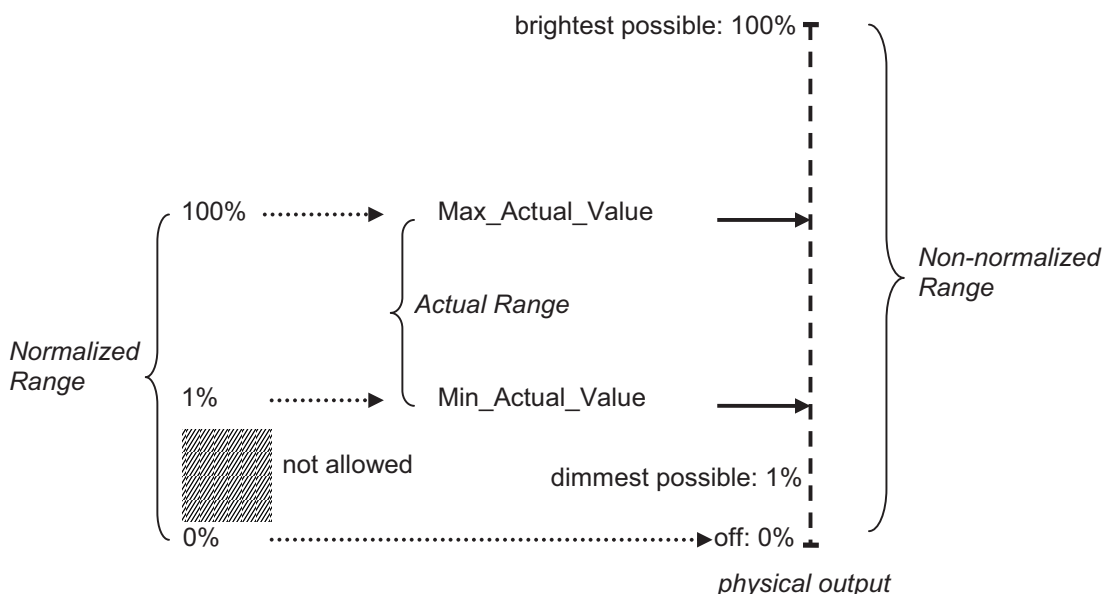 brightest possible: 100%
100%
Max_Actual_Value
Non-normalized
Range
Actual Range
Normalized
Range
1%
Min_Actual_Value
not allowed
dimmest possible: 1%
0%
off: 0%
physical output